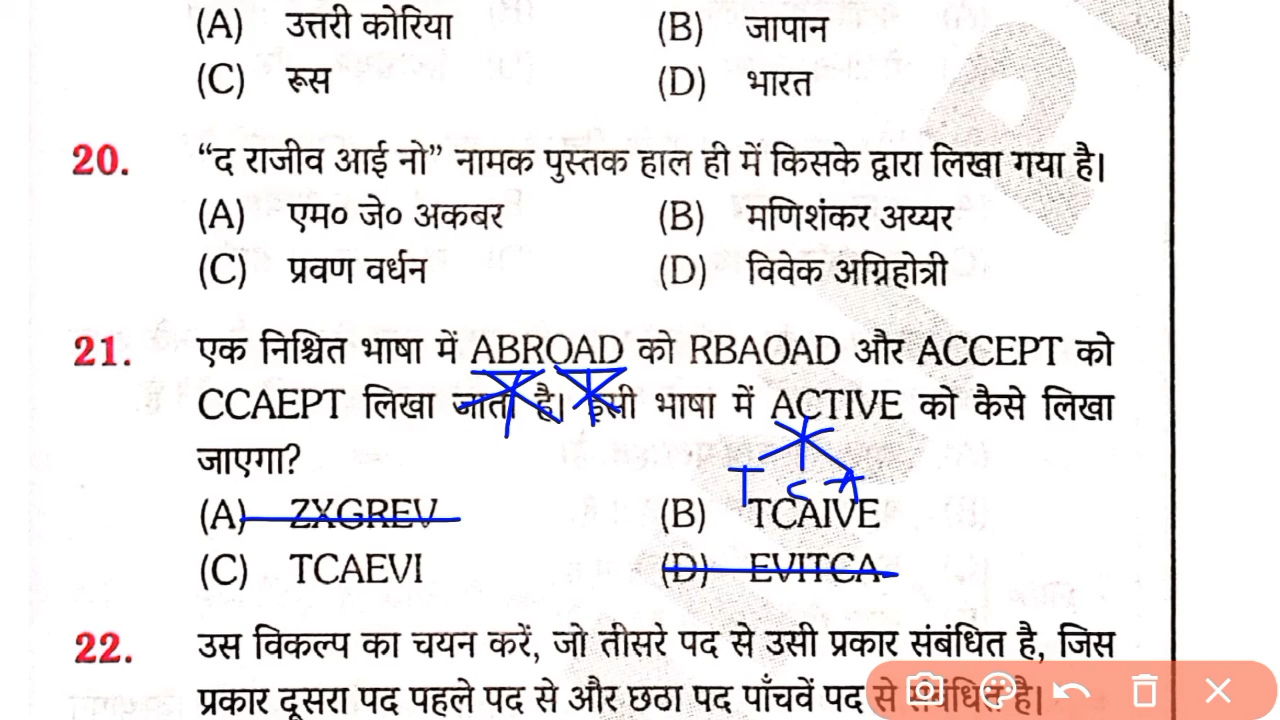 (A) उत्तरी कोरिया (B) जापान
(C) रूस (D) भारत
20. “द राजीव आई नो” नामक पुस्तक हाल ही में किसके द्वारा लिखा गया है।
(A) एम० जे० अकबर (B) मणिशंकर अय्यर
(C) प्रवण वर्धन (D) विवेक अग्निहोत्री
21. एक निश्चित भाषा में ABROAD को RBAOAD और ACCEPT को
CCAEPT लिखा जाता है। इसी भाषा में ACTIVE को कैसे लिखा
जाएगा?
T C A
(A) ZXGREV (B) TCAIVE
(C) TCAEVI (D) EVITCA
22. उस विकल्प का चयन करें, जो तीसरे पद से उसी प्रकार संबंधित है, जिस
प्रकार दूसरा पद पहले पद से और छठा पद पाँचवें पद से संबंधित है।